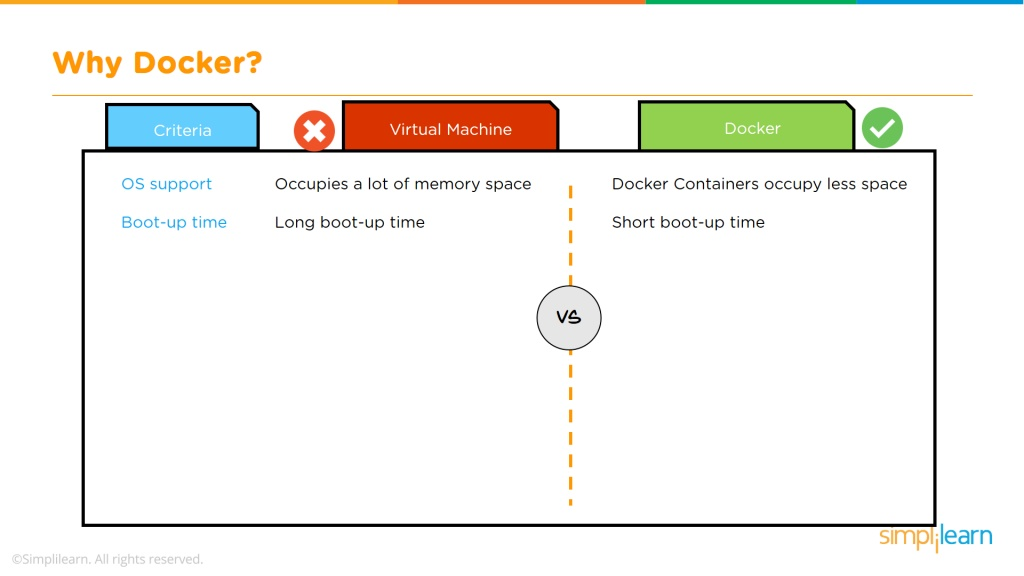 Why Docker?
Criteria
Virtual Machine
Docker
OS support
Occupies a lot of memory space
Docker Containers occupy less space
Boot-up time
Long boot-up time
Short boot-up time
VS
simplilearn
©Simplilearn. All rights reserved.